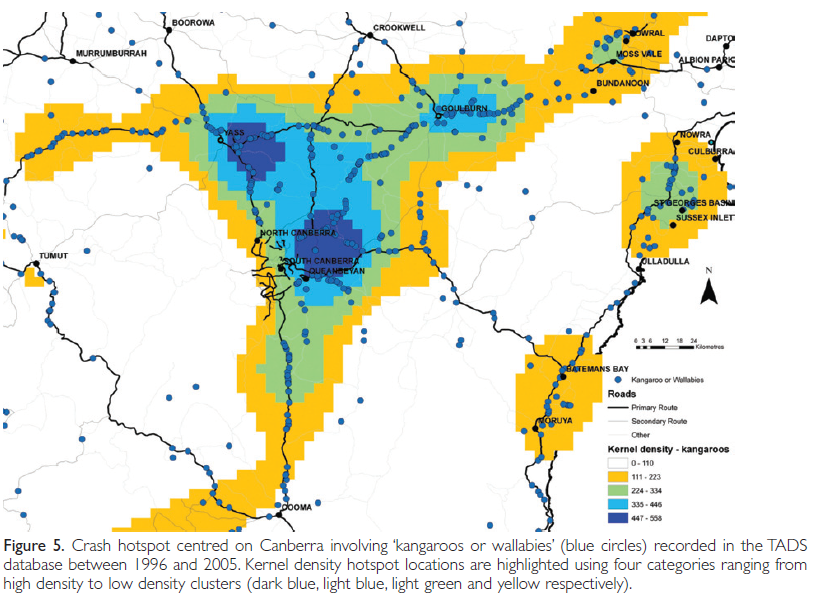 BOOROWA
CROOKWELL
MURRUMBURRAH
BOWRAL
DAPTO
MOSS VALE
ALBION PARK
BUNDANOON
GOULBURN
YASS
NOWRA
CULBURRA
ST GEORGES BASIN
SUSSEX INLET
NORTH CANBERRA
SOUTH CANBERRA
QUEANBEYAN
TUMUT
ULLADULLA
N
0 3 6 12 18 24
Kilometres
BATEMANS BAY
MORUYA
COOMA
Kangaroo or Wallabies
Roads
Primary Route
Secondary Route
Other
Kernel density - kangaroos
0 - 110
111 - 223
224 - 334
335 - 446
447 - 558
Figure 5. Crash hotspot centred on Canberra involving ‘kangaroos or wallabies’ (blue circles) recorded in the TADS
database between 1996 and 2005. Kernel density hotspot locations are highlighted using four categories ranging from
high density to low density clusters (dark blue, light blue, light green and yellow respectively).